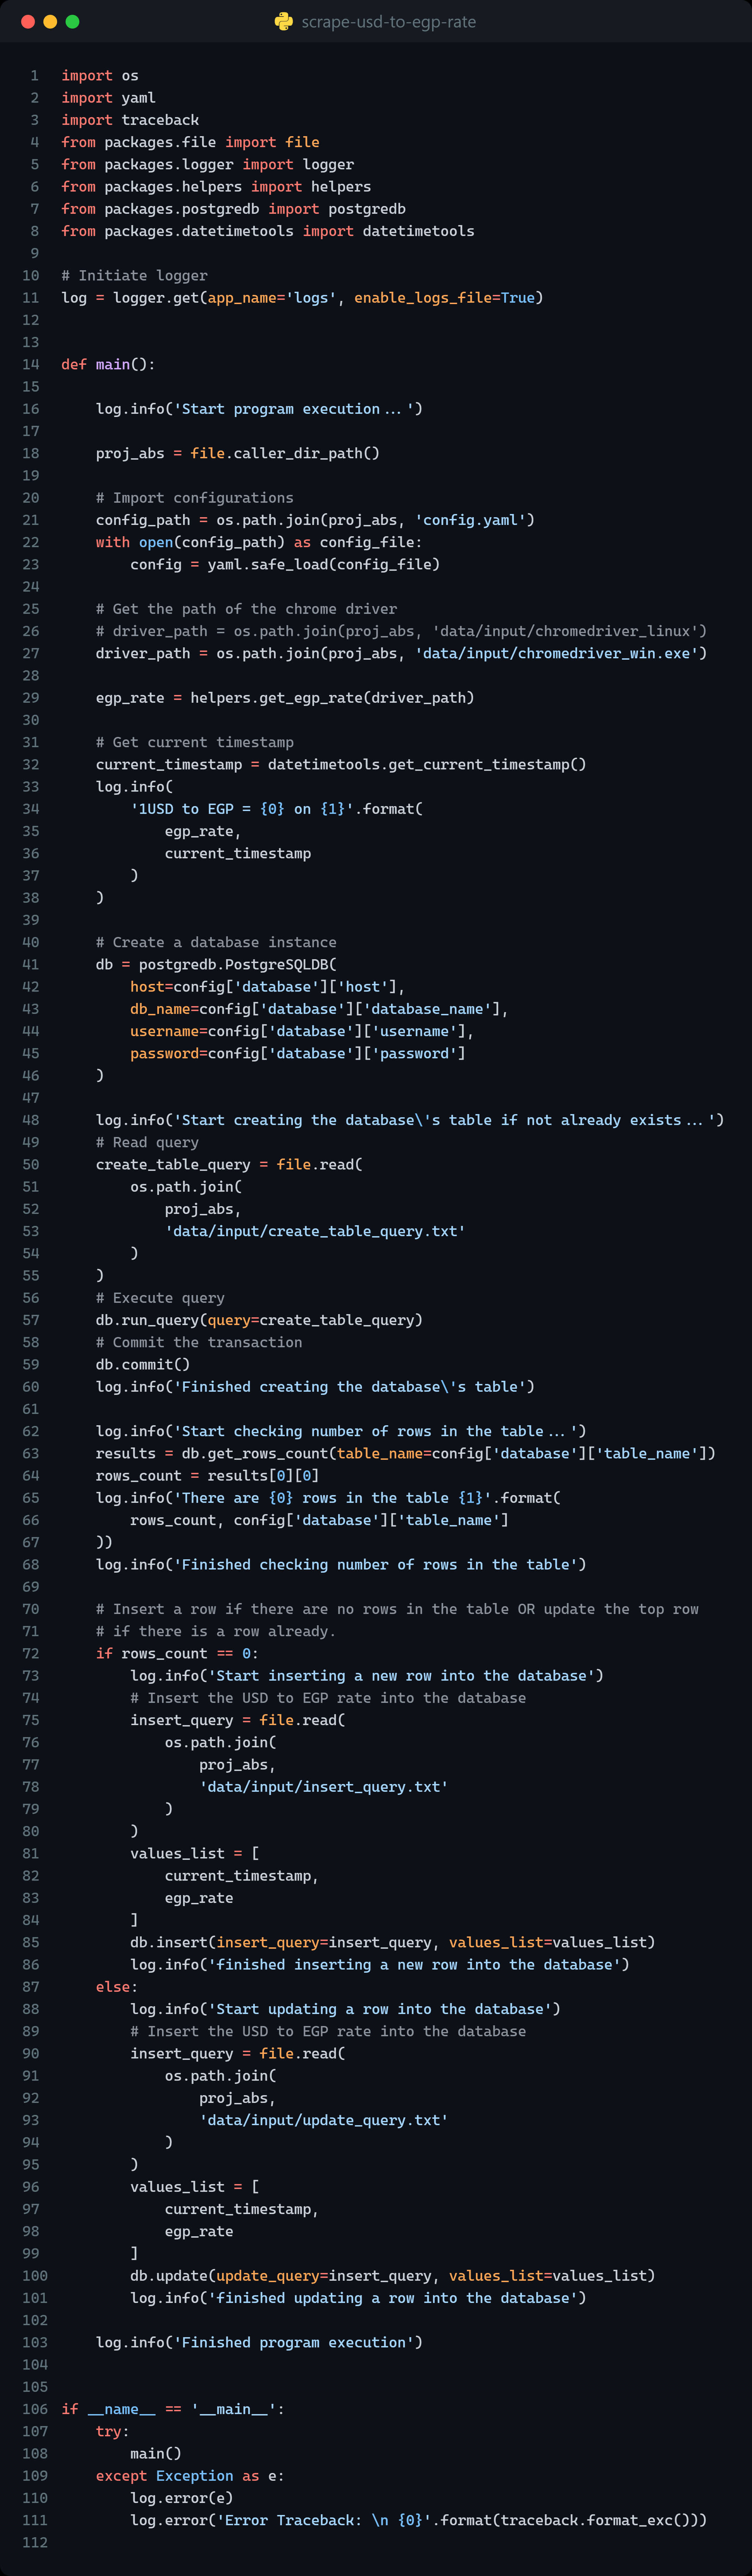 scrape-usd-to-egp-rate
1 import os
2 import yaml
3 import traceback
4 from packages.file import file
5 from packages.logger import logger
6 from packages.helpers import helpers
7 from packages.postgredb import postgredb
8 from packages.datetimetools import datetimetools
9
10 # Initiate logger
11 log = logger.get(app_name='logs', enable_logs_file=True)
12
13
14 def main():
15
16     log.info('Start program execution...')
17
18     proj_abs = file.caller_dir_path()
19
20     # Import configurations
21     config_path = os.path.join(proj_abs, 'config.yaml')
22     with open(config_path) as config_file:
23         config = yaml.safe_load(config_file)
24
25     # Get the path of the chrome driver
26     # driver_path = os.path.join(proj_abs, 'data/input/chromedriver_linux')
27     driver_path = os.path.join(proj_abs, 'data/input/chromedriver_win.exe')
28
29     egp_rate = helpers.get_egp_rate(driver_path)
30
31     # Get current timestamp
32     current_timestamp = datetimetools.get_current_timestamp()
33     log.info(
34         '1USD to EGP = {0} on {1}'.format(
35             egp_rate,
36             current_timestamp
37         )
38     )
39
40     # Create a database instance
41     db = postgredb.PostgreSQLDB(
42         host=config['database']['host'],
43         db_name=config['database']['database_name'],
44         username=config['database']['username'],
45         password=config['database']['password']
46     )
47
48     log.info('Start creating the database\'s table if not already exists...')
49     # Read query
50     create_table_query = file.read(
51         os.path.join(
52             proj_abs,
53             'data/input/create_table_query.txt'
54         )
55     )
56     # Execute query
57     db.run_query(query=create_table_query)
58     # Commit the transaction
59     db.commit()
60     log.info('Finished creating the database\'s table')
61
62     log.info('Start checking number of rows in the table...')
63     results = db.get_rows_count(table_name=config['database']['table_name'])
64     rows_count = results[0][0]
65     log.info('There are {0} rows in the table {1}'.format(
66         rows_count, config['database']['table_name']
67     ))
68     log.info('Finished checking number of rows in the table')
69
70     # Insert a row if there are no rows in the table OR update the top row
71     # if there is a row already.
72     if rows_count == 0:
73         log.info('Start inserting a new row into the database')
74         # Insert the USD to EGP rate into the database
75         insert_query = file.read(
76             os.path.join(
77                 proj_abs,
78                 'data/input/insert_query.txt'
79             )
80         )
81         values_list = [
82             current_timestamp,
83             egp_rate
84         ]
85         db.insert(insert_query=insert_query, values_list=values_list)
86         log.info('finished inserting a new row into the database')
87     else:
88         log.info('Start updating a row into the database')
89         # Insert the USD to EGP rate into the database
90         insert_query = file.read(
91             os.path.join(
92                 proj_abs,
93                 'data/input/update_query.txt'
94             )
95         )
96         values_list = [
97             current_timestamp,
98             egp_rate
99         ]
100         db.update(update_query=insert_query, values_list=values_list)
101         log.info('finished updating a row into the database')
102
103     log.info('Finished program execution')
104
105
106 if __name__ == '__main__':
107     try:
108         main()
109     except Exception as e:
110         log.error(e)
111         log.error('Error Traceback: \n {0}'.format(traceback.format_exc()))
112